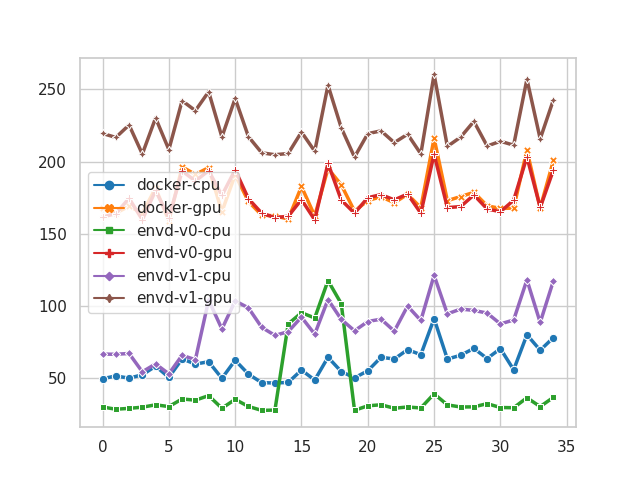 250
200
150
100
50
docker-cpu
docker-gpu
envd-v0-cpu
envd-v0-gpu
envd-v1-cpu
envd-v1-gpu
0 5 10 15 20 25 30 35